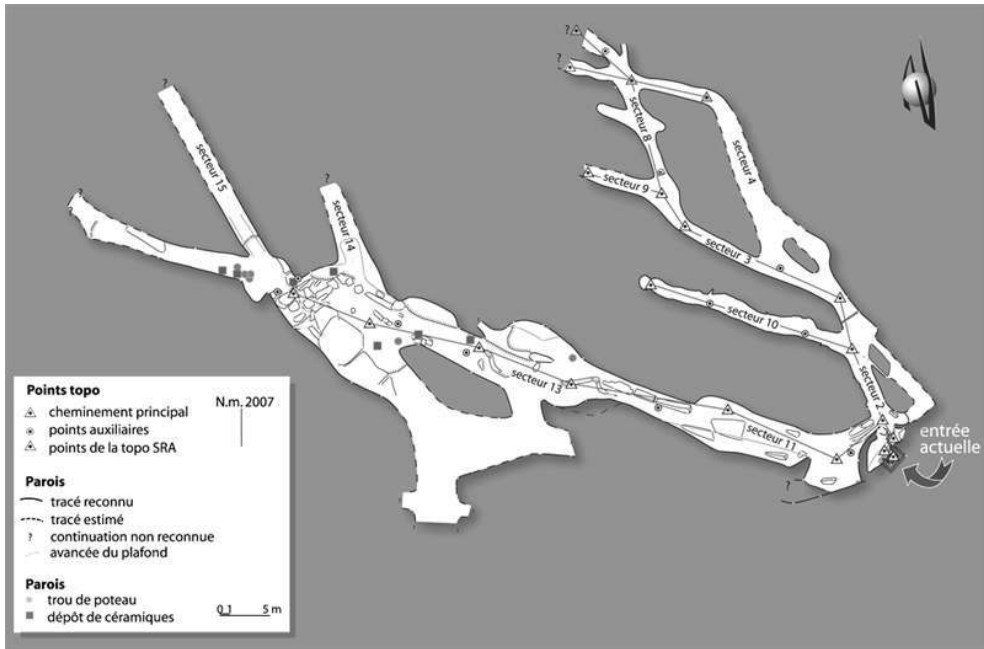 ?
?
?
?
?
secteur 15
secteur 14
secteur 8
secteur 4
secteur 9
secteur 3
secteur 10
secteur 13
secteur 2
secteur 11
?
entrée
actuelle
Points topo
cheminement principal
points auxiliaires
points de la topo SRA
N.m. 2007
Parois
tracé reconnu
tracé estimé
? continuation non reconnue
avancée du plafond
Parois
trou de poteau
dépôt de céramiques
0 1 5 m